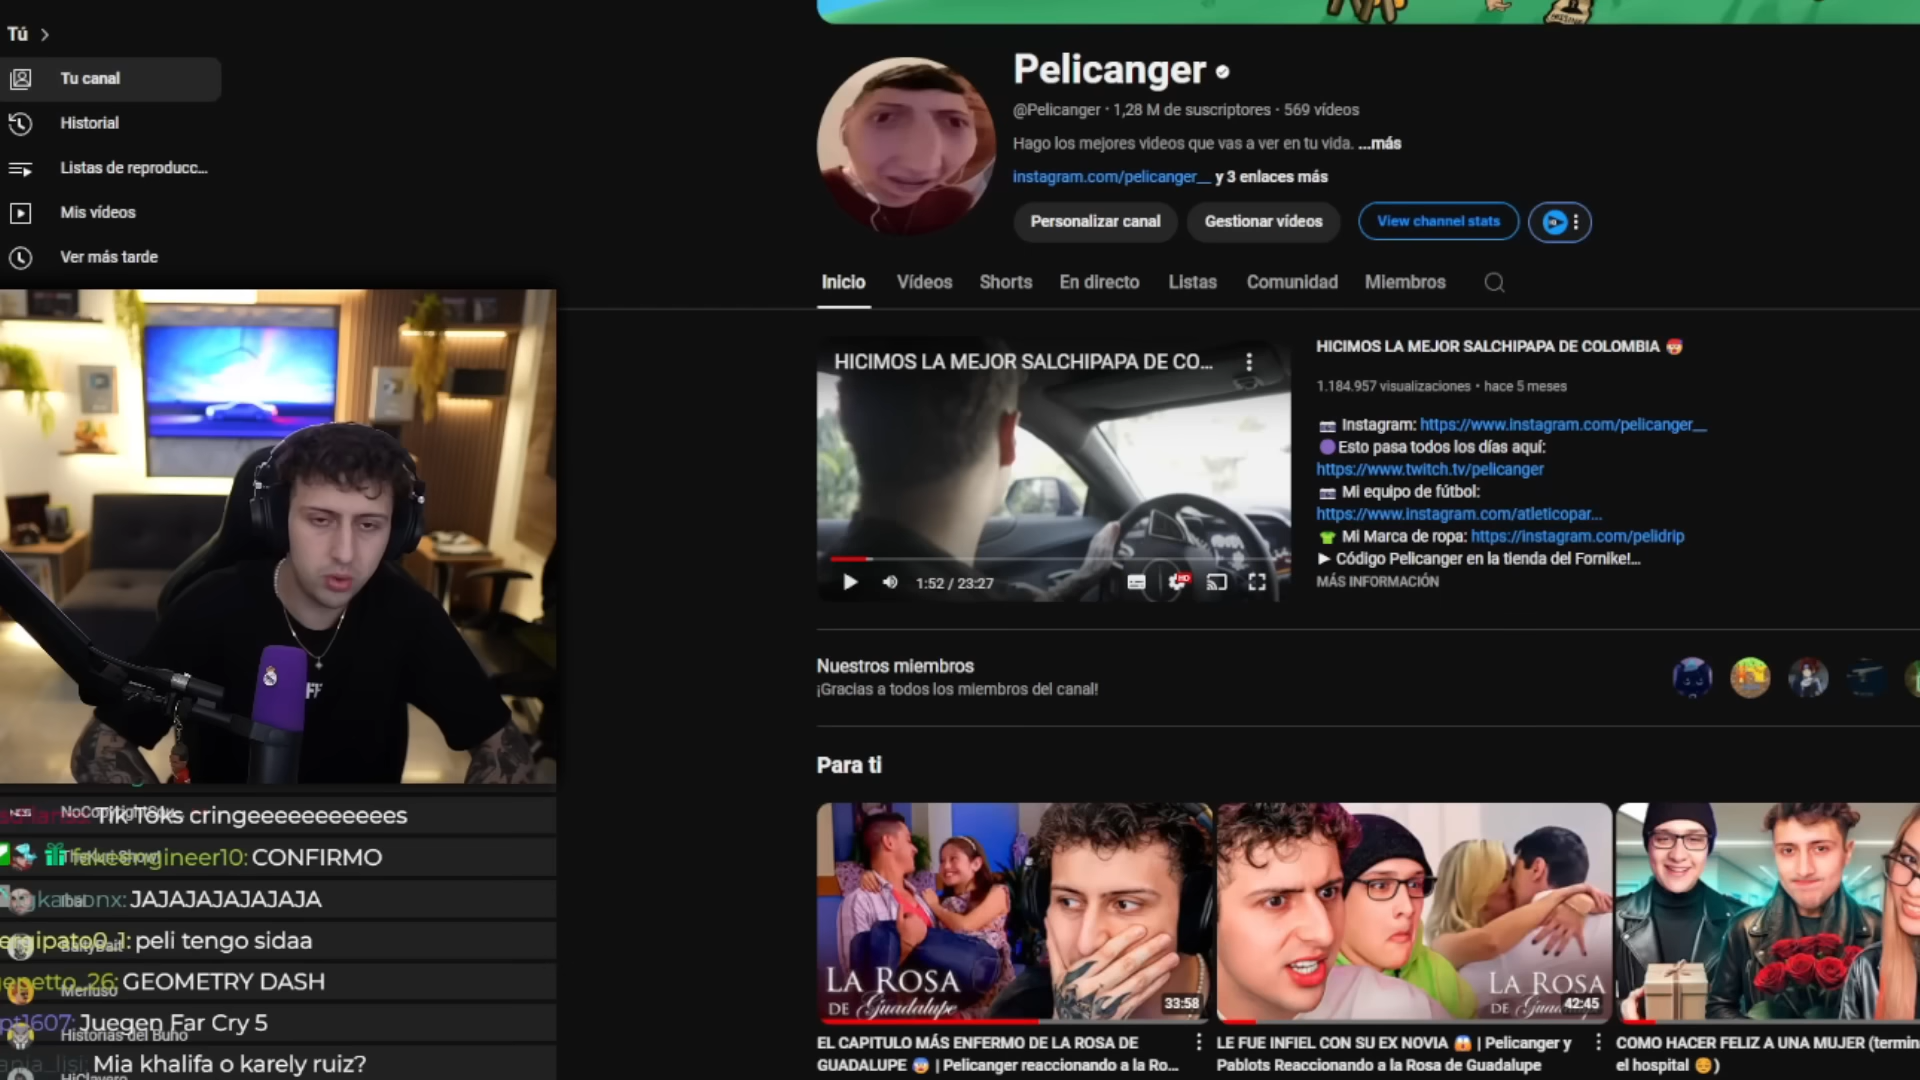 Tú
Tu canal
Historial
Listas de reproducc...
Mis vídeos
Ver más tarde
Pelicanger
@Pelicanger · 1,28 M de suscriptores · 569 vídeos
Hago los mejores videos que vas a ver en tu vida. ...más
instagram.com/pelicanger__ y 3 enlaces más
Personalizar canal
Gestionar vídeos
View channel stats
Inicio
Vídeos
Shorts
En directo
Listas
Comunidad
Miembros
HICIMOS LA MEJOR SALCHIPAPA DE CO...
1:52 / 23:27
HD
HICIMOS LA MEJOR SALCHIPAPA DE COLOMBIA
1.184.957 visualizaciones · hace 5 meses
Instagram: https://www.instagram.com/pelicanger__
Esto pasa todos los días aquí:
https://www.twitch.tv/pelicanger
Mi equipo de fútbol:
https://www.instagram.com/atleticopar...
Mi Marca de ropa: https://instagram.com/pelidrip
Código Pelicanger en la tienda del Fornike!...
MÁS INFORMACIÓN
Nuestros miembros
¡Gracias a todos los miembros del canal!
Para ti
LA ROSA
DE Guadalupe
33:58
EL CAPITULO MÁS ENFERMO DE LA ROSA DE
GUADALUPE | Pelicanger reaccionando a la Ro...
LA ROSA
DE
42:45
LE FUE INFIEL CON SU EX NOVIA | Pelicanger y
Pablots Reaccionando a la Rosa de Guadalupe
COMO HACER FELIZ A UNA MUJER (termin
el hospital )
TikToks cringeeeeeeeeeees
fakeengineer10: CONFIRMO
JAJAJAJAJAJAJA
peli tengo sidaa
GEOMETRY DASH
Merluso
Juegen Far Cry 5
Historias del Buho
Mia khalifa o karely ruiz?